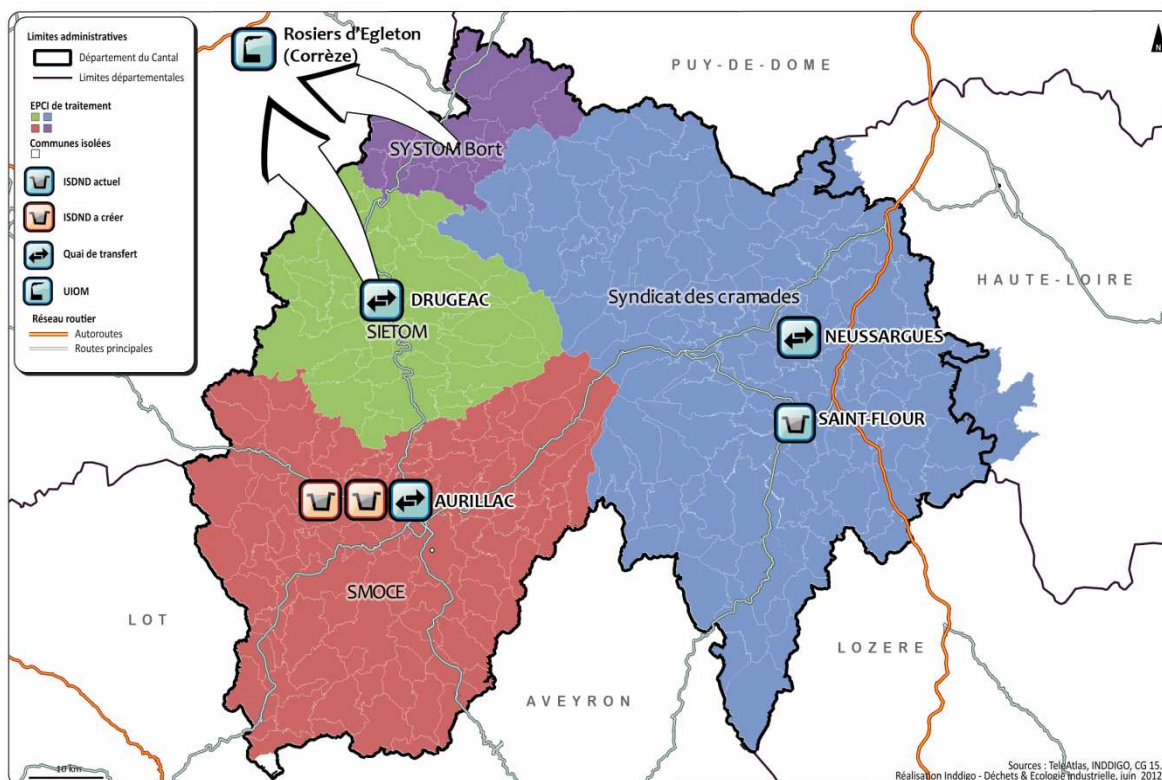 Limites administratives
Département du Cantal
Limites départementales
EPCI de traitement
Communes isolées
ISDND actuel
ISDND a créer
Quai de transfert
UIOM
Réseau routier
Autoroutes
Routes principales
Rosiers d'Egleton
(Corrèze)
PUY-DE-DOME
N
SYSTOM Bort
HAUTE-LOIRE
DRUGEAC
SIETOM
Syndicat des cramades
NEUSSARGUES
SAINT-FLOUR
AURILLAC
SMOCE
LOT
LOZERE
AVEYRON
10 km
Sources : TeleAtlas, INDDIGO, CG 15.
Réalisation Inddigo - Déchets & Ecologie industrielle, juin 2012